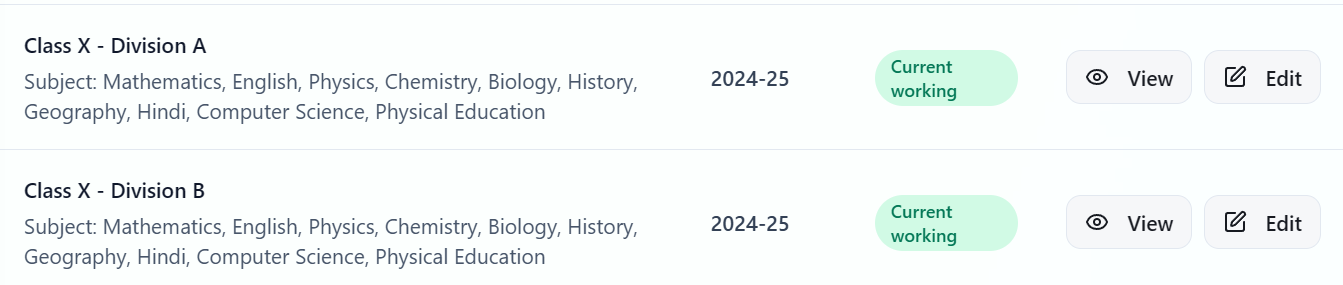 Class X - Division A
Subject: Mathematics, English, Physics, Chemistry, Biology, History,
Geography, Hindi, Computer Science, Physical Education
2024-25
Current
working
View
Edit
Class X - Division B
Subject: Mathematics, English, Physics, Chemistry, Biology, History,
Geography, Hindi, Computer Science, Physical Education
2024-25
Current
working
View
Edit